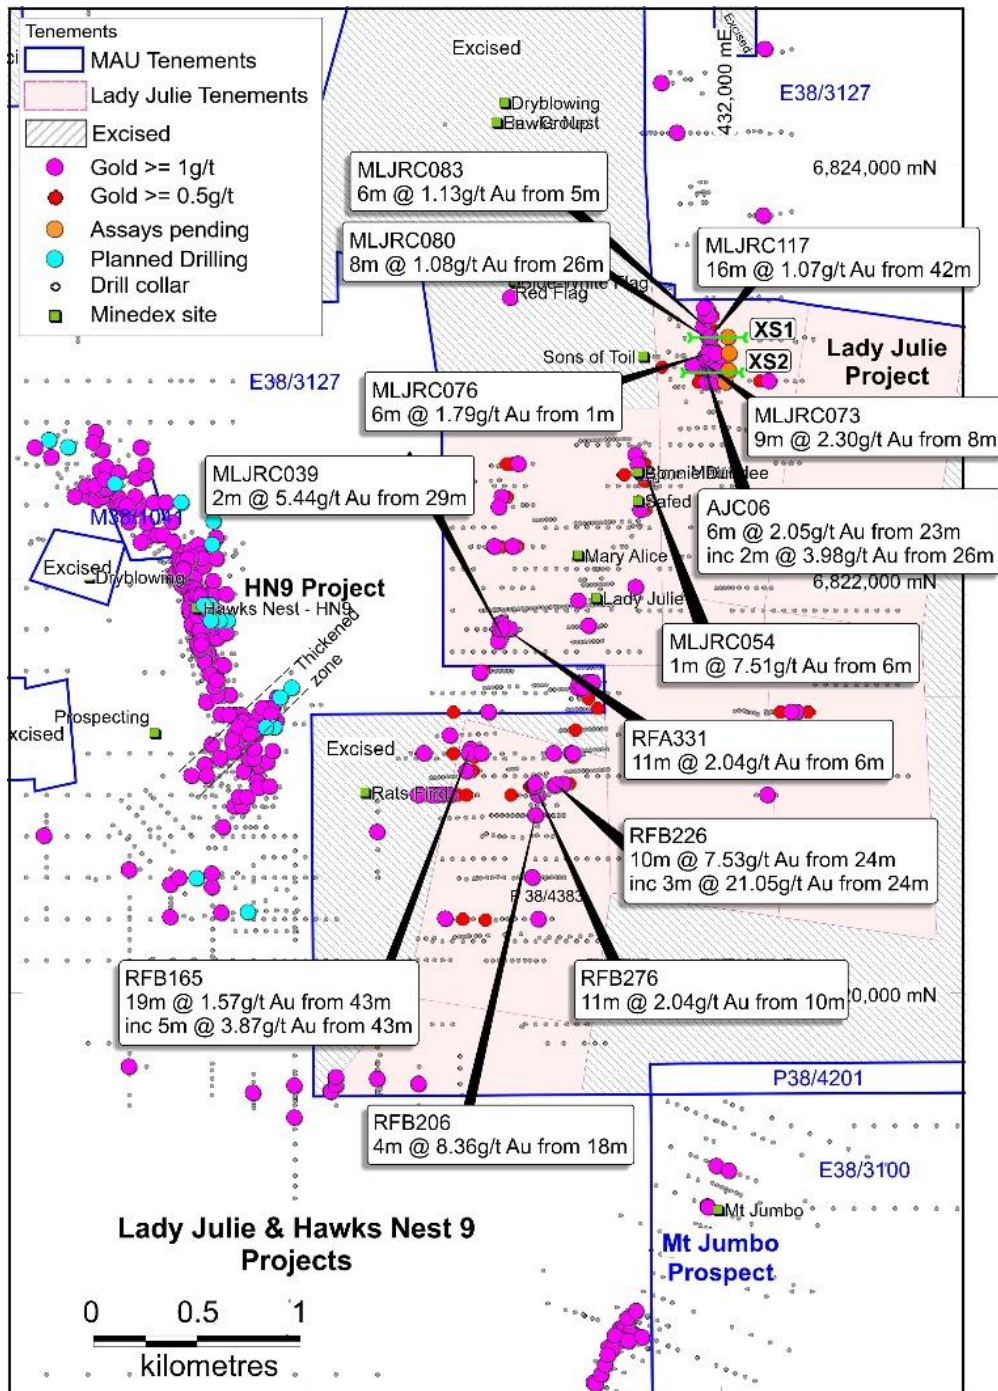 Tenements
MAU Tenements
Lady Julie Tenements
Excised
Gold >= 1g/t
Gold >= 0.5g/t
Assays pending
Planned Drilling
Drill collar
Minedex site
Excised
Excised
432,000 mE
E38/3127
Dryblowing
6,824,000 mN
MLJRC083
6m @ 1.13g/t Au from 5m
MLJRC080
8m @ 1.08g/t Au from 26m
MLJRC117
16m @ 1.07g/t Au from 42m
Red Flag
XS1
XS2
Sons of Toil
Lady Julie
Project
E38/3127
MLJRC076
6m @ 1.79g/t Au from 1m
MLJRC073
9m @ 2.30g/t Au from 8m
MLJRC039
2m @ 5.44g/t Au from 29m
Safed
AJC06
6m @ 2.05g/t Au from 23m
inc 2m @ 3.98g/t Au from 26m
M38/1041
Mary Alice
6,822,000 mN
Excised
Dryblowing
HN9 Project
Hawks Nest - HN9
Lady Julie
MLJRC054
1m @ 7.51g/t Au from 6m
Thickened
zone
Prospecting
xcised
Excised
RFA331
11m @ 2.04g/t Au from 6m
Rats Find
RFB226
10m @ 7.53g/t Au from 24m
inc 3m @ 21.05g/t Au from 24m
P 38/4383
RFB165
19m @ 1.57g/t Au from 43m
inc 5m @ 3.87g/t Au from 43m
RFB276
11m @ 2.04g/t Au from 10m
20,000 mN
P38/4201
RFB206
4m @ 8.36g/t Au from 18m
E38/3100
Mt Jumbo
Lady Julie & Hawks Nest 9
Projects
Mt Jumbo
Prospect
0 0.5 1
kilometres